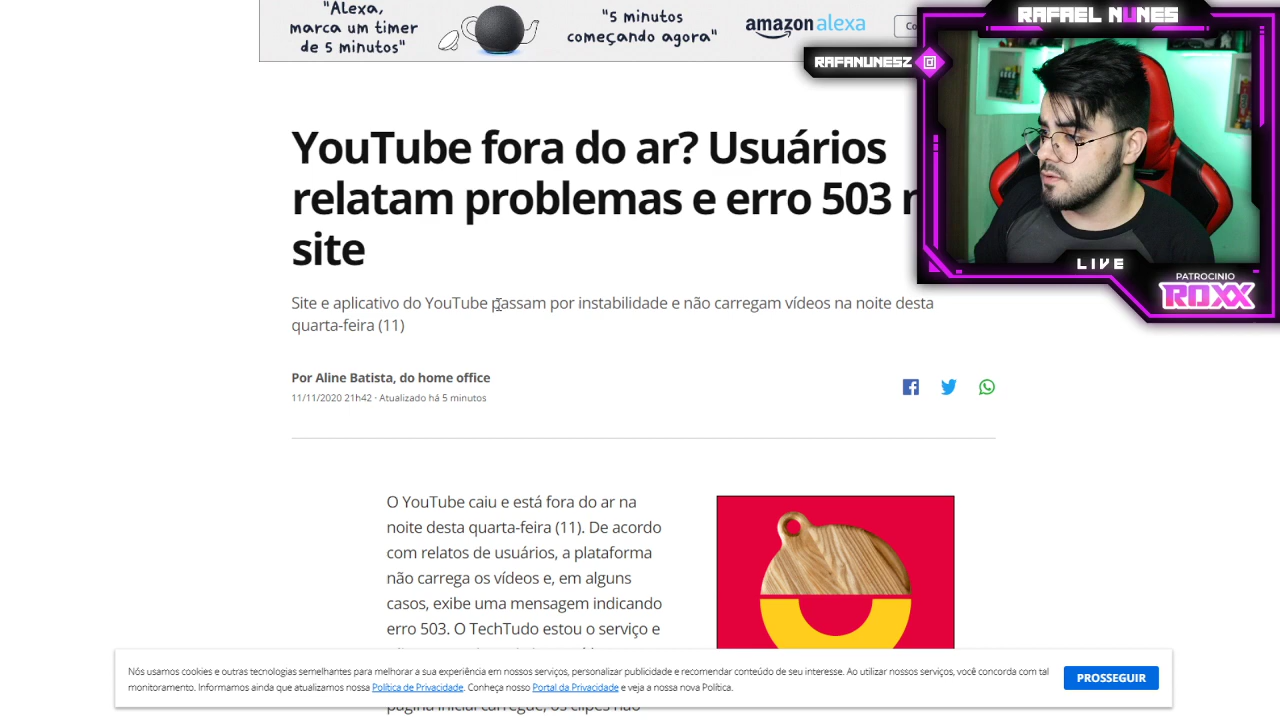 "Alexa,
marca um timer
de 5 minutos"
"5 minutos
começando agora"
amazon alexa
Co
RAFAEL NUNES
RAFANUNESZ
LIVE
PATROCINIO
ROXX
YouTube fora do ar? Usuários
relatam problemas e erro 503
site
Site e aplicativo do YouTube passam por instabilidade e não carregam vídeos na noite desta
quarta-feira (11)
Por Aline Batista, do home office
11/11/2020 21h42 · Atualizado há 5 minutos
O YouTube caiu e está fora do ar na
noite desta quarta-feira (11). De acordo
com relatos de usuários, a plataforma
não carrega os vídeos e, em alguns
casos, exibe uma mensagem indicando
erro 503. O TechTudo estou o serviço e
Nós usamos cookies e outras tecnologias semelhantes para melhorar a sua experiência em nossos serviços, personalizar publicidade e recomendar conteúdo de seu interesse. Ao utilizar nossos serviços, você concorda com tal
monitoramento. Informamos ainda que atualizamos nossa Política de Privacidade. Conheça nosso Portal da Privacidade e veja a nossa nova Política.
PROSSEGUIR
página inicial carregue, os clipes não